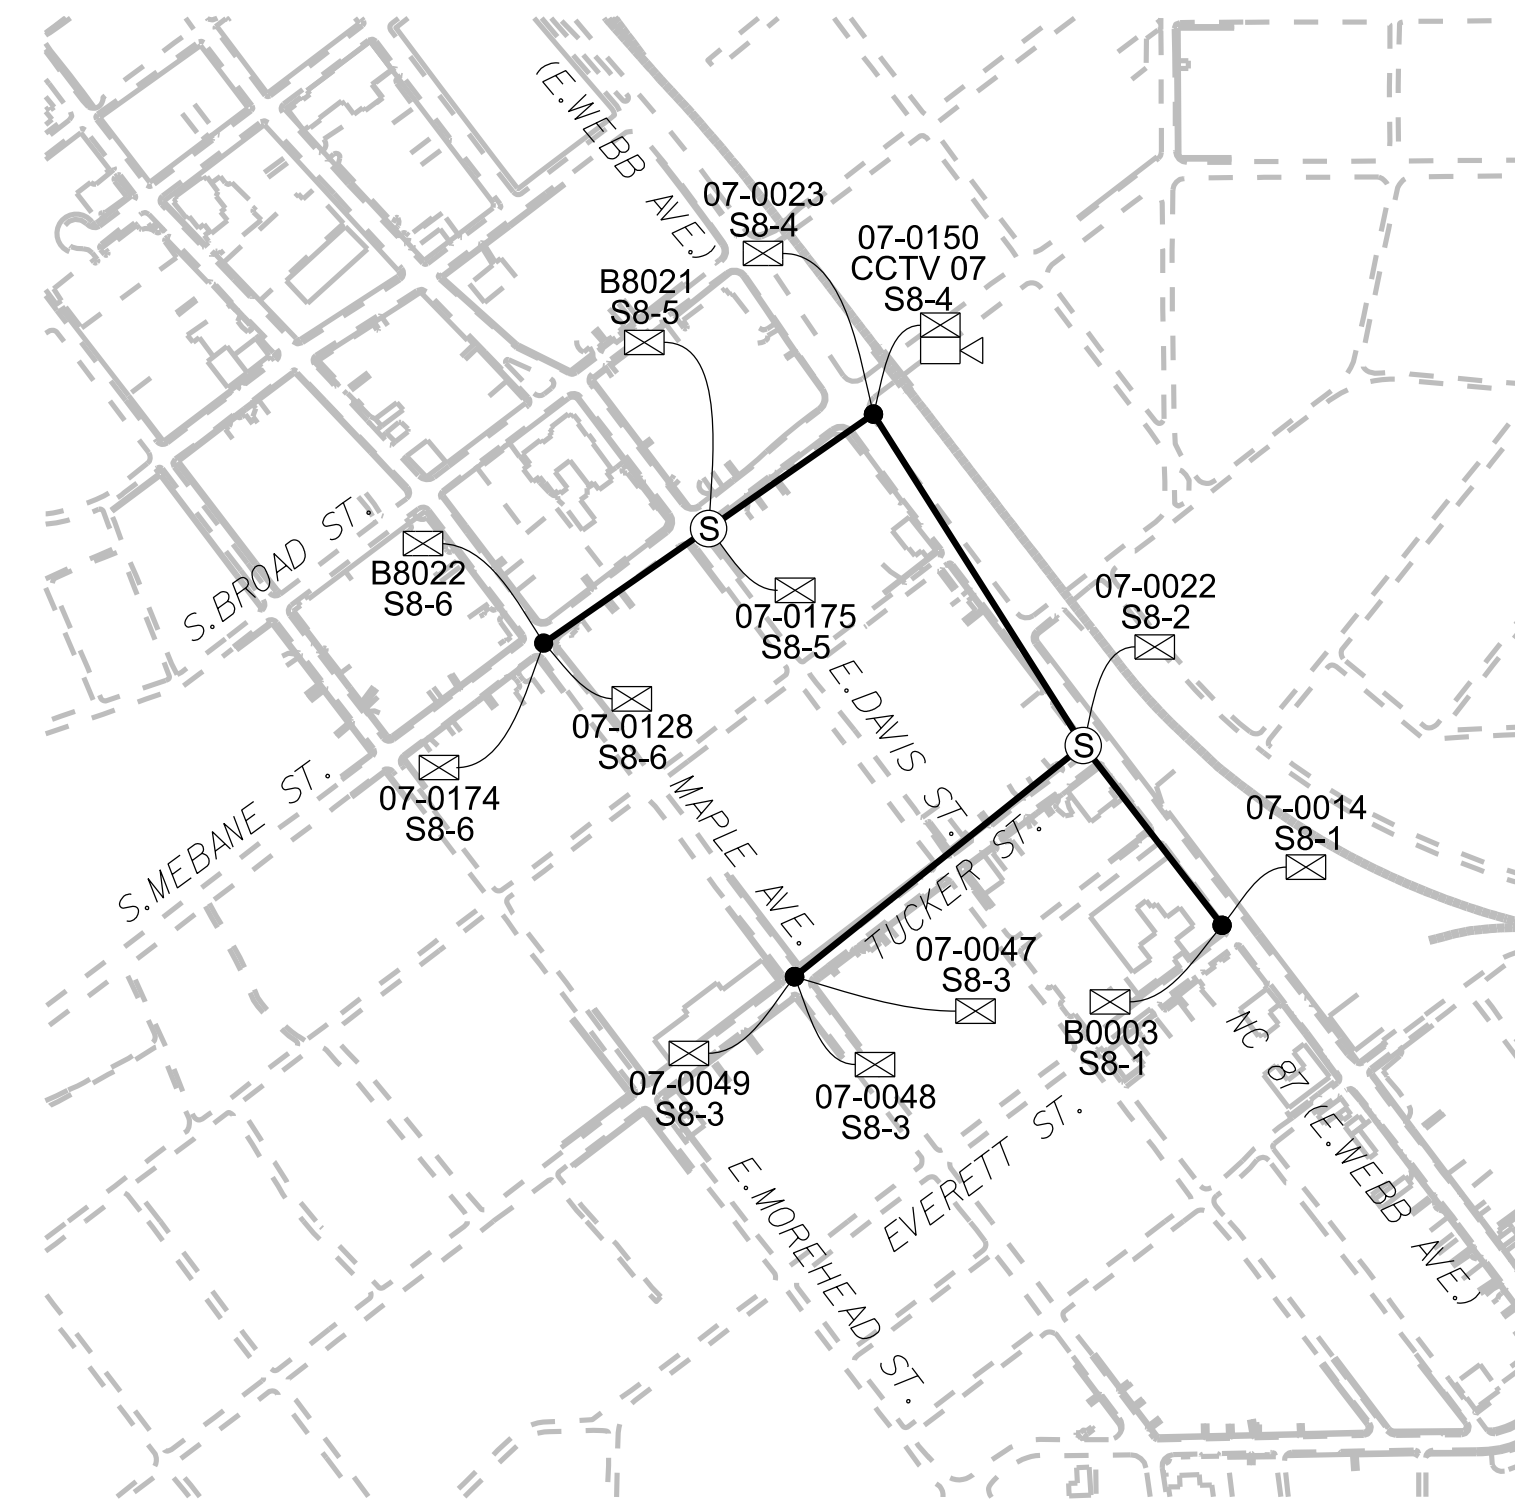 (E.WEBB AVE.)
07-0023
S8-4
07-0150
CCTV 07
S8-4
B8021
S8-5
S.BROAD ST.
B8022
S8-6
S
07-0175
S8-5
07-0022
S8-2
E.DAVIS ST.
07-0128
S8-6
S
07-0174
S8-6
S.MEBANE ST.
MAPLE AVE.
07-0014
S8-1
TUCKER ST.
07-0047
S8-3
B0003
S8-1
07-0049
S8-3
07-0048
S8-3
NC 87 (E.WEBB AVE.)
EVERETT ST.
E.MOREHEAD ST.